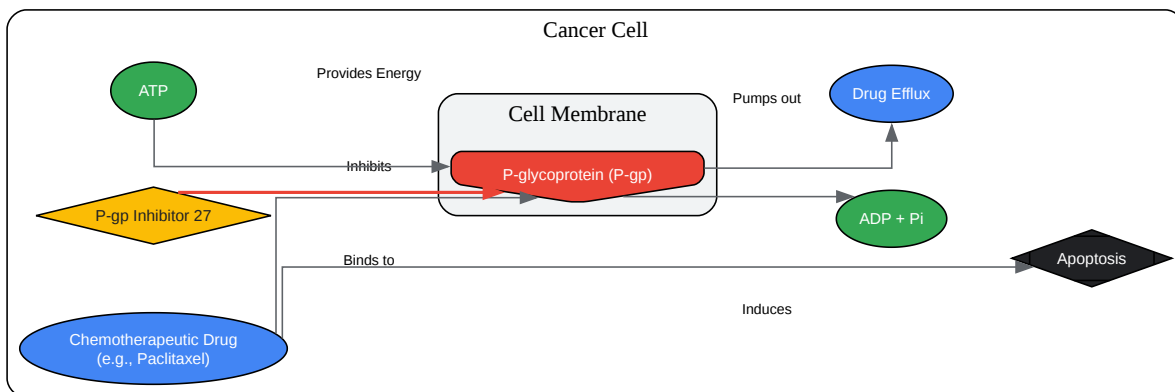 Cancer Cell
Provides Energy
ATP
Drug Efflux
Pumps out
Cell Membrane
Inhibits
P-glycoprotein (P-gp)
P-gp Inhibitor 27
ADP + Pi
Binds to
Apoptosis
Induces
Chemotherapeutic Drug
(e.g., Paclitaxel)